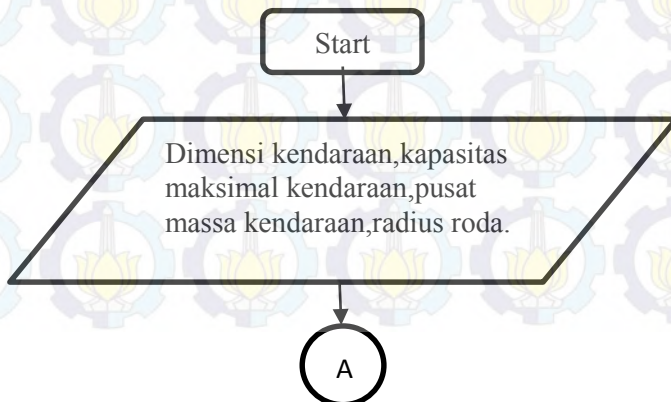 Start
Dimensi kendaraan,kapasitas
maksimal kendaraan,pusat
massa kendaraan,radius roda.
A